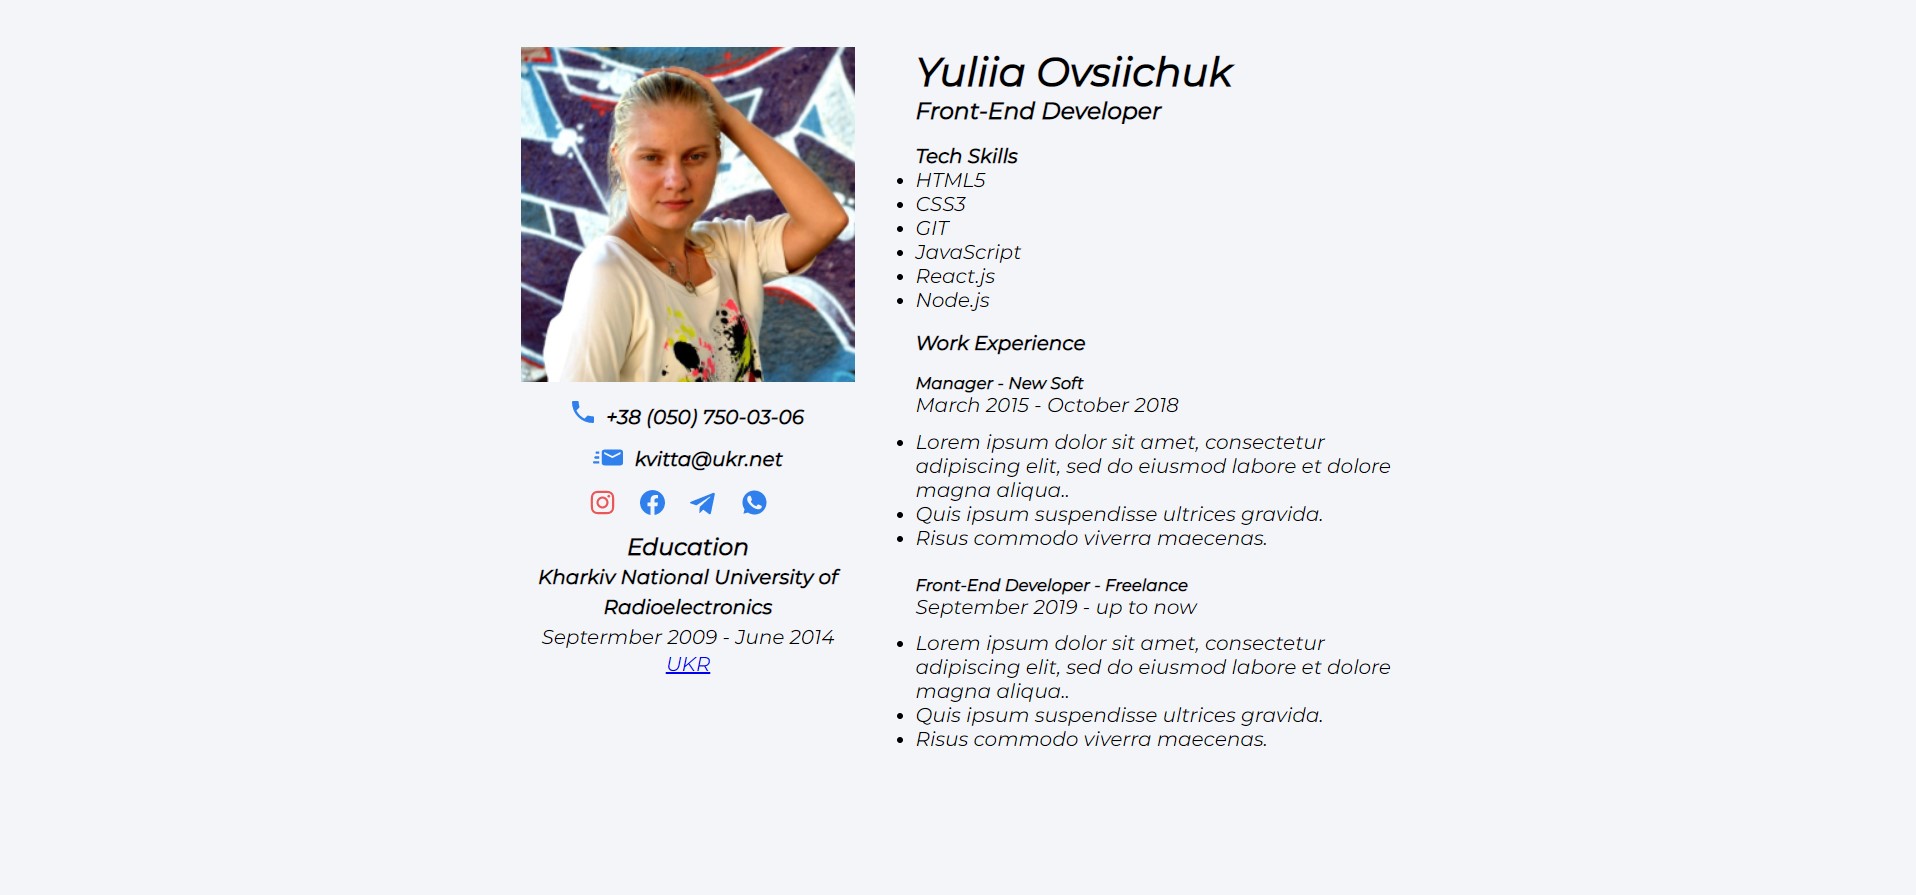 +38 (050) 750-03-06
kvitta@ukr.net
Education
Kharkiv National University of
Radioelectronics
Septermber 2009 - June 2014
UKR
Yuliia Ovsiichuk
Front-End Developer
Tech Skills
HTML5
CSS3
GIT
JavaScript
React.js
Node.js
Work Experience
Manager - New Soft
March 2015 - October 2018
Lorem ipsum dolor sit amet, consectetur
adipiscing elit, sed do eiusmod labore et dolore
magna aliqua..
Quis ipsum suspendisse ultrices gravida.
Risus commodo viverra maecenas.
Front-End Developer - Freelance
September 2019 - up to now
Lorem ipsum dolor sit amet, consectetur
adipiscing elit, sed do eiusmod labore et dolore
magna aliqua..
Quis ipsum suspendisse ultrices gravida.
Risus commodo viverra maecenas.